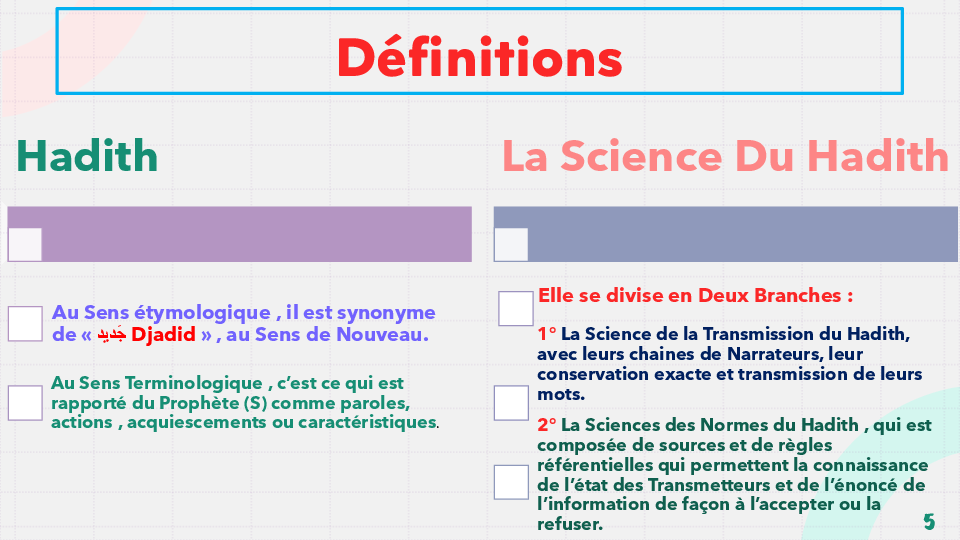 Définitions
Hadith
Au Sens étymologique , il est synonyme
de « جَديد Djadid » , au Sens de Nouveau.
Au Sens Terminologique , c’est ce qui est
rapporté du Prophète (S) comme paroles,
actions , acquiescements ou caractéristiques.
La Science Du Hadith
Elle se divise en Deux Branches :
1° La Science de la Transmission du Hadith,
avec leurs chaines de Narrateurs, leur
conservation exacte et transmission de leurs
mots.
2° La Sciences des Normes du Hadith , qui est
composée de sources et de règles
référentielles qui permettent la connaissance
de l’état des Transmetteurs et de l’énoncé de
l’information de façon à l’accepter ou la
refuser.
5